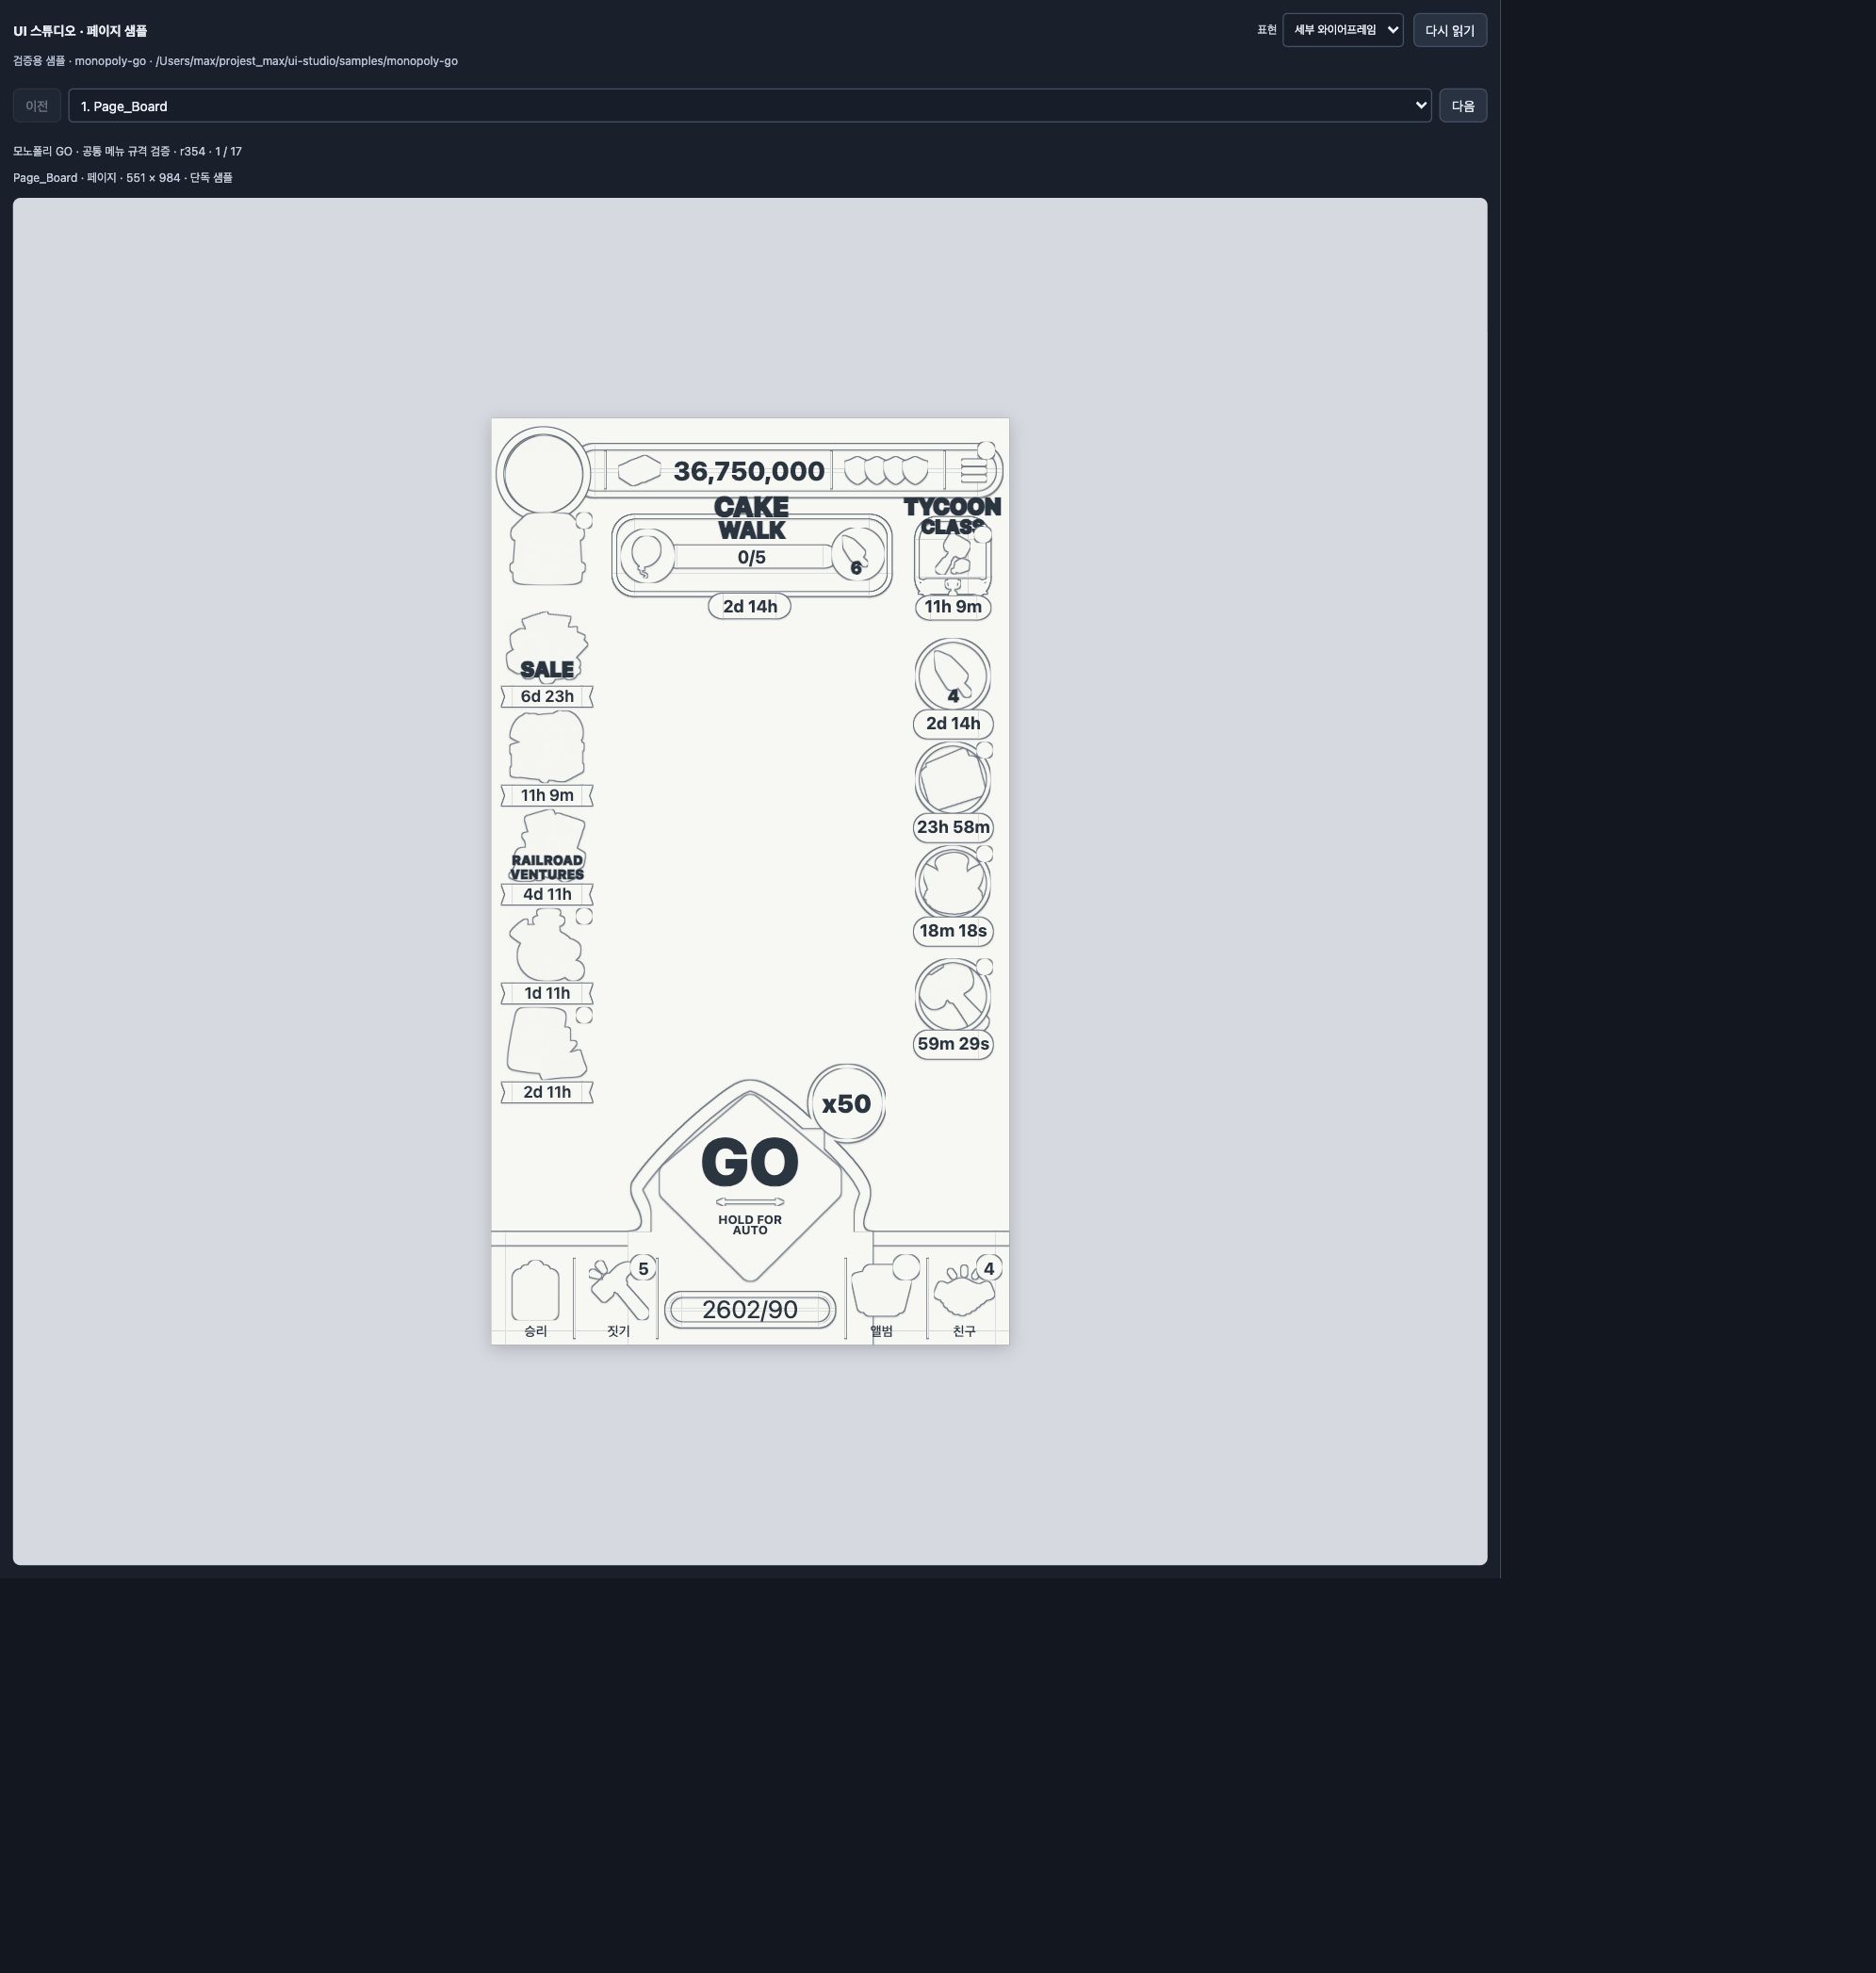 UI 스튜디오 · 페이지 샘플
표현 세부 와이어프레임 다시 읽기
검증용 샘플 · monopoly-go · /Users/max/projest_max/ui-studio/samples/monopoly-go
이전 1. Page_Board 다음
모노폴리 GO · 공통 메뉴 규격 검증 · r354 · 1 / 17
Page_Board · 페이지 · 551 × 984 · 단독 샘플
36,750,000
CAKE
WALK
0/5
6
2d 14h
TYCOON
CLASS
11h 9m
SALE
6d 23h
11h 9m
RAILROAD
VENTURES
4d 11h
1d 11h
2d 11h
4
2d 14h
23h 58m
18m 18s
59m 29s
x50
GO
HOLD FOR
AUTO
5
4
2602/90
승리
짓기
앨범
친구